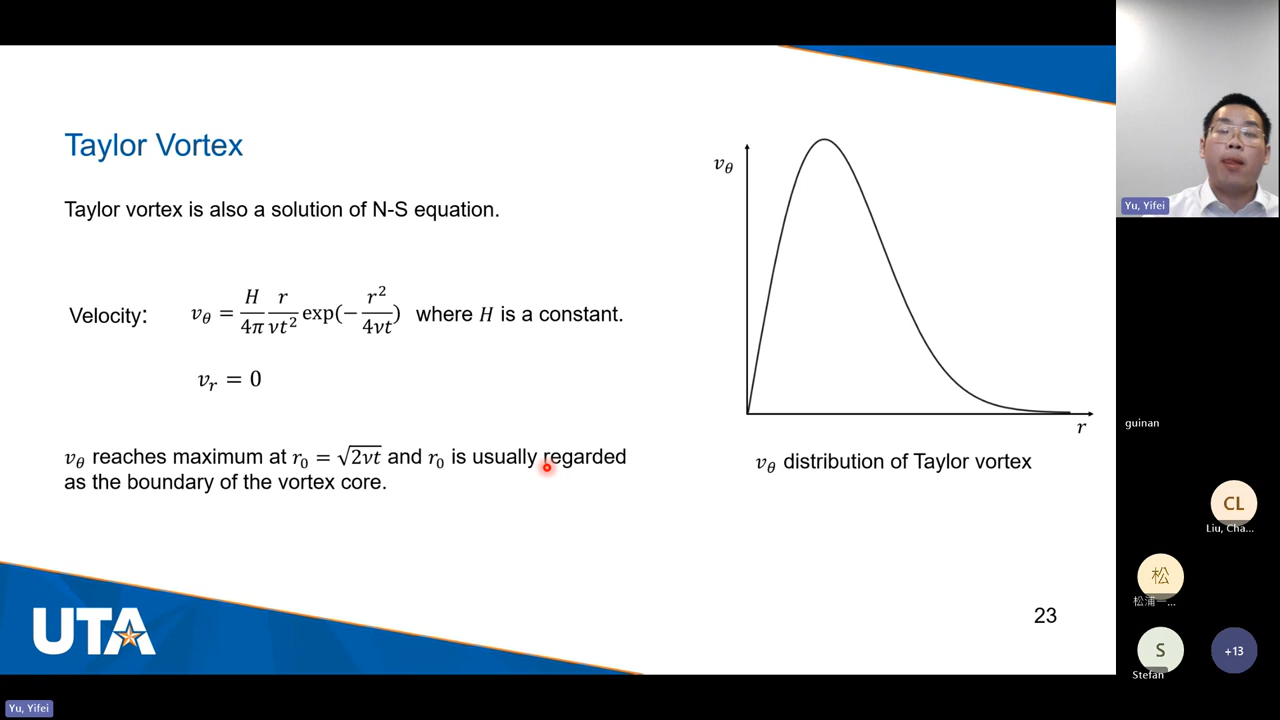 Taylor Vortex
Taylor vortex is also a solution of N-S equation.
Velocity: v_θ = H/4π r/νt² exp(−r²/4νt) where H is a constant.
v_r = 0
v_θ reaches maximum at r₀ = √2νt and r₀ is usually regarded
as the boundary of the vortex core.
v_θ
r
v_θ distribution of Taylor vortex
23
UTA
Yu, Yifei
guinan
CL
Liu, Cha...
松
松浦一...
S
Stefan
+13
Yu, Yifei